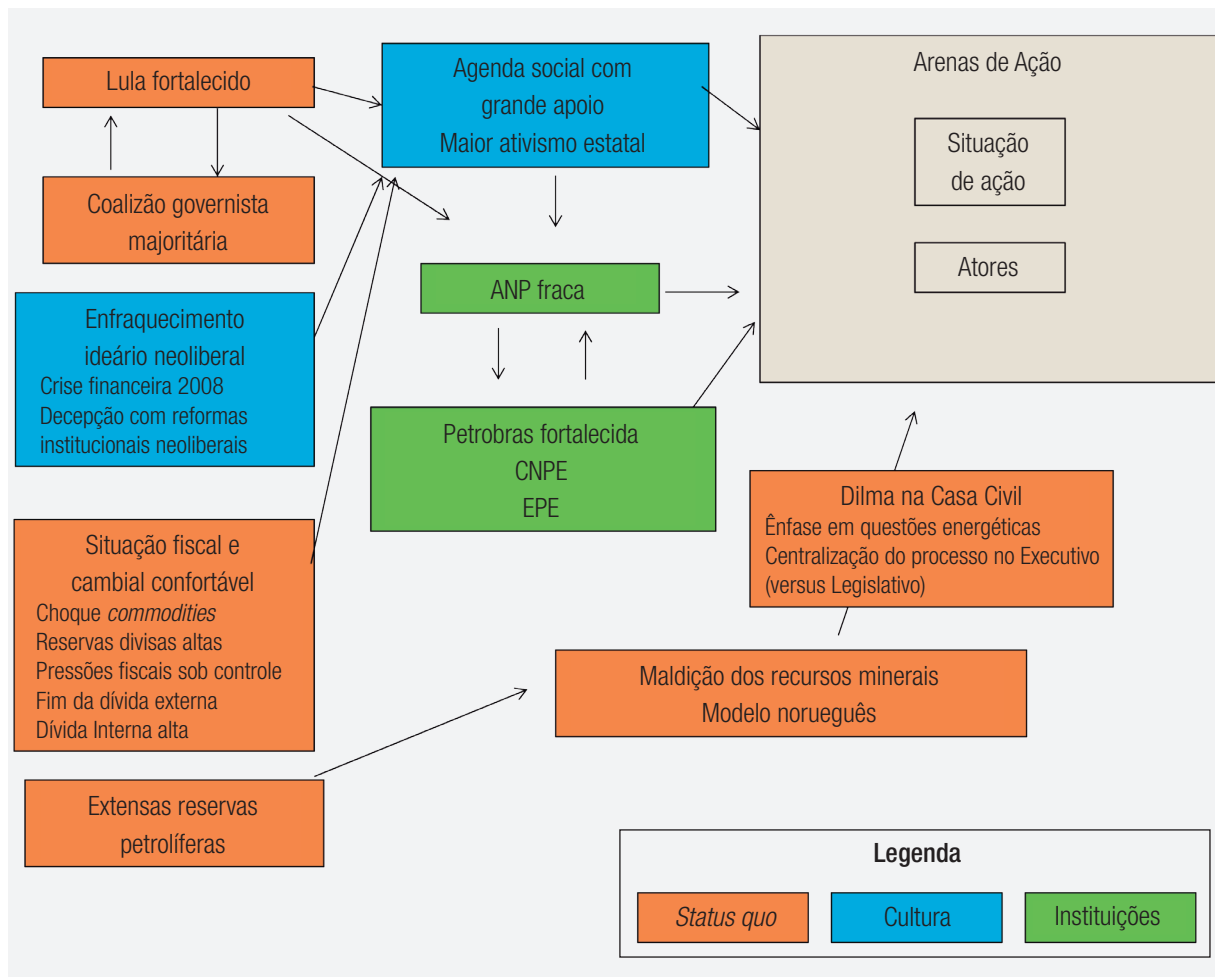 Lula fortalecido
Coalizão governista
majoritária
Enfraquecimento
ideário neoliberal
Crise financeira 2008
Decepção com reformas
institucionais neoliberais
Situação fiscal e
cambial confortável
Choque commodities
Reservas divisas altas
Pressões fiscais sob controle
Fim da dívida externa
Dívida Interna alta
Extensas reservas
petrolíferas
Agenda social com
grande apoio
Maior ativismo estatal
ANP fraca
Petrobras fortalecida
CNPE
EPE
Maldição dos recursos minerais
Modelo norueguês
Dilma na Casa Civil
Ênfase em questões energéticas
Centralização do processo no Executivo
(versus Legislativo)
Arenas de Ação
Situação
de ação
Atores
Legenda
Status quo
Cultura
Instituições